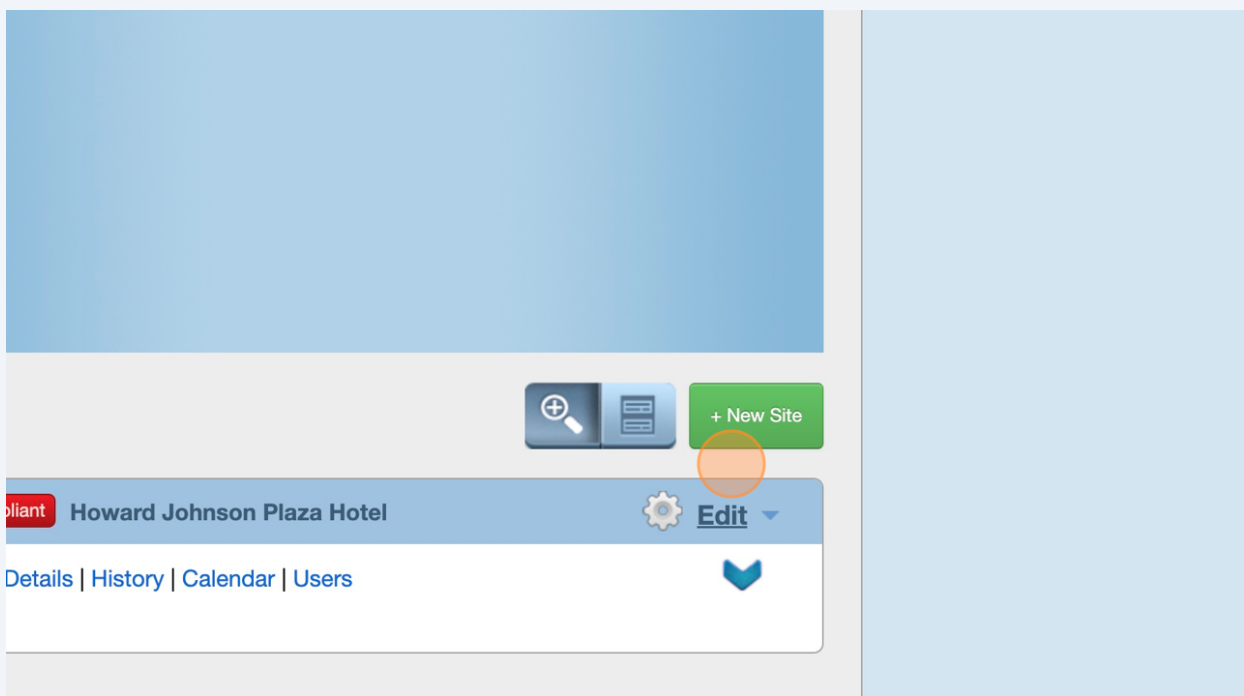 + New Site
pliant Howard Johnson Plaza Hotel Edit
Details | History | Calendar | Users